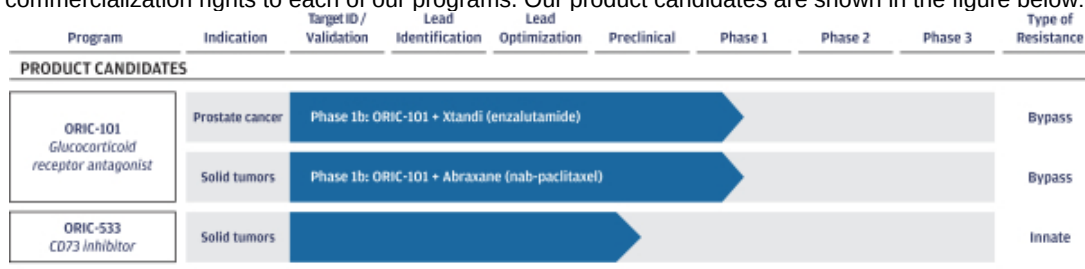 commercialization rights to each of our programs. Our product candidates are shown in the figure below.
Program Indication Target ID / Validation Lead Identification Lead Optimization Preclinical Phase 1 Phase 2 Phase 3 Type of Resistance
PRODUCT CANDIDATES
ORIC-101
Glucocorticoid
receptor antagonist
Prostate cancer Phase 1b: ORIC-101 + Xtandi (enzalutamide) Bypass
Solid tumors Phase 1b: ORIC-101 + Abraxane (nab-paclitaxel) Bypass
ORIC-533
CD73 inhibitor
Solid tumors Innate